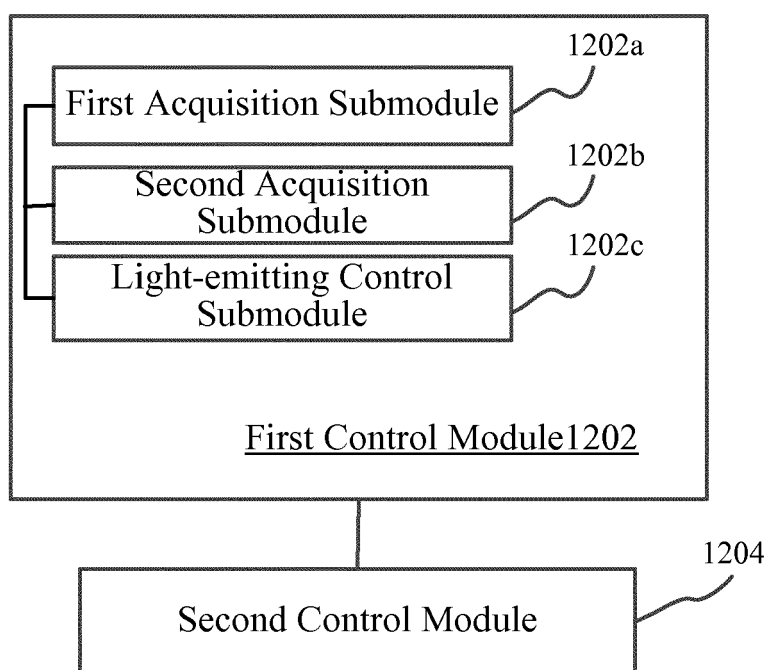 1202a
First Acquisition Submodule
1202b
Second Acquisition
Submodule
1202c
Light-emitting Control
Submodule
First Control Module1202
1204
Second Control Module